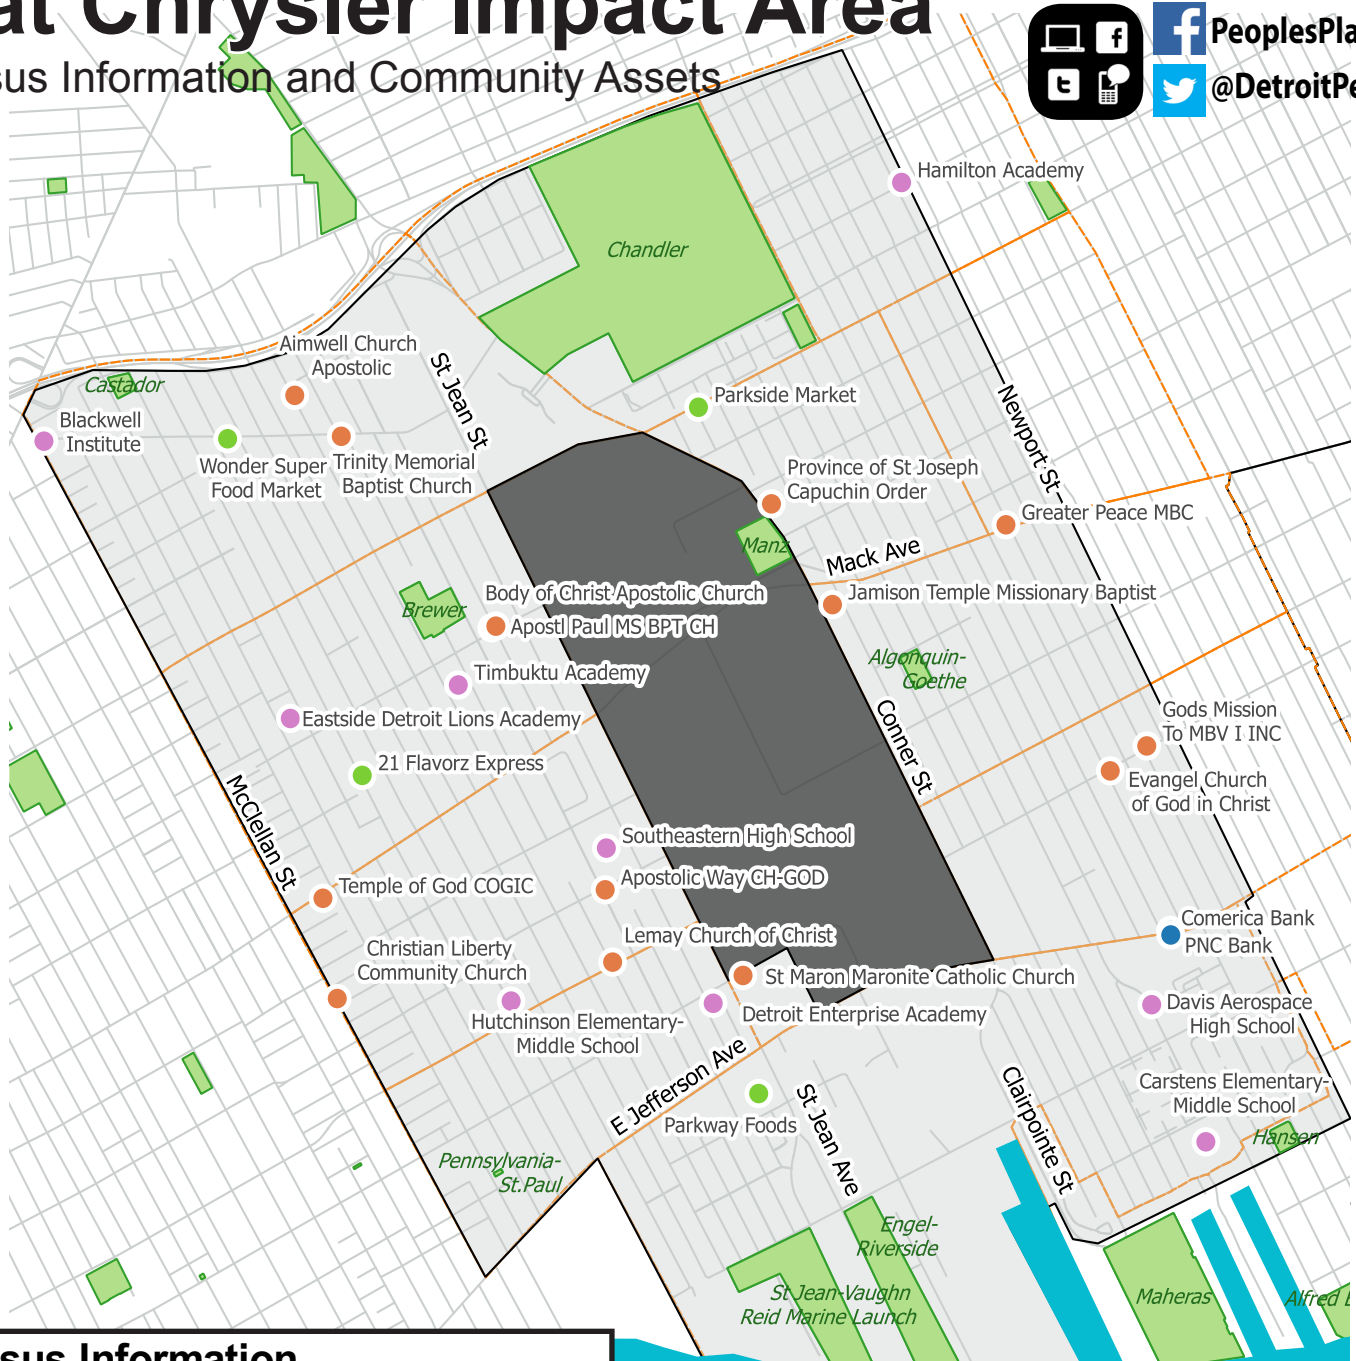 at Chrysler Impact Area
sus Information and Community Assets
f
t
f PeoplesPla
@DetroitPe
Hamilton Academy
Chandler
Aimwell Church
Apostolic
St Jean St
Castador
Blackwell
Institute
Wonder Super
Food Market
Trinity Memorial
Baptist Church
Parkside Market
Newport St
Province of St Joseph
Capuchin Order
Greater Peace MBC
Manz
Mack Ave
Body of Christ Apostolic Church
Jamison Temple Missionary Baptist
Brewer
Apostl Paul MS BPT CH
Timbuktu Academy
Algonquin-
Goethe
Eastside Detroit Lions Academy
Gods Mission
To MBV I INC
Conner St
21 Flavorz Express
Evangel Church
of God in Christ
McClellan St
Southeastern High School
Temple of God COGIC
Apostolic Way CH-GOD
Comerica Bank
PNC Bank
Lemay Church of Christ
Christian Liberty
Community Church
St Maron Maronite Catholic Church
Davis Aerospace
High School
Hutchinson Elementary-
Middle School
Detroit Enterprise Academy
E Jefferson Ave
Carstens Elementary-
Middle School
Parkway Foods
St Jean Ave
Clairpointe St
Hansen
Pennsylvania-
St.Paul
Engel-
Riverside
St Jean-Vaughn
Reid Marine Launch
Maheras
Alfred
sus Information